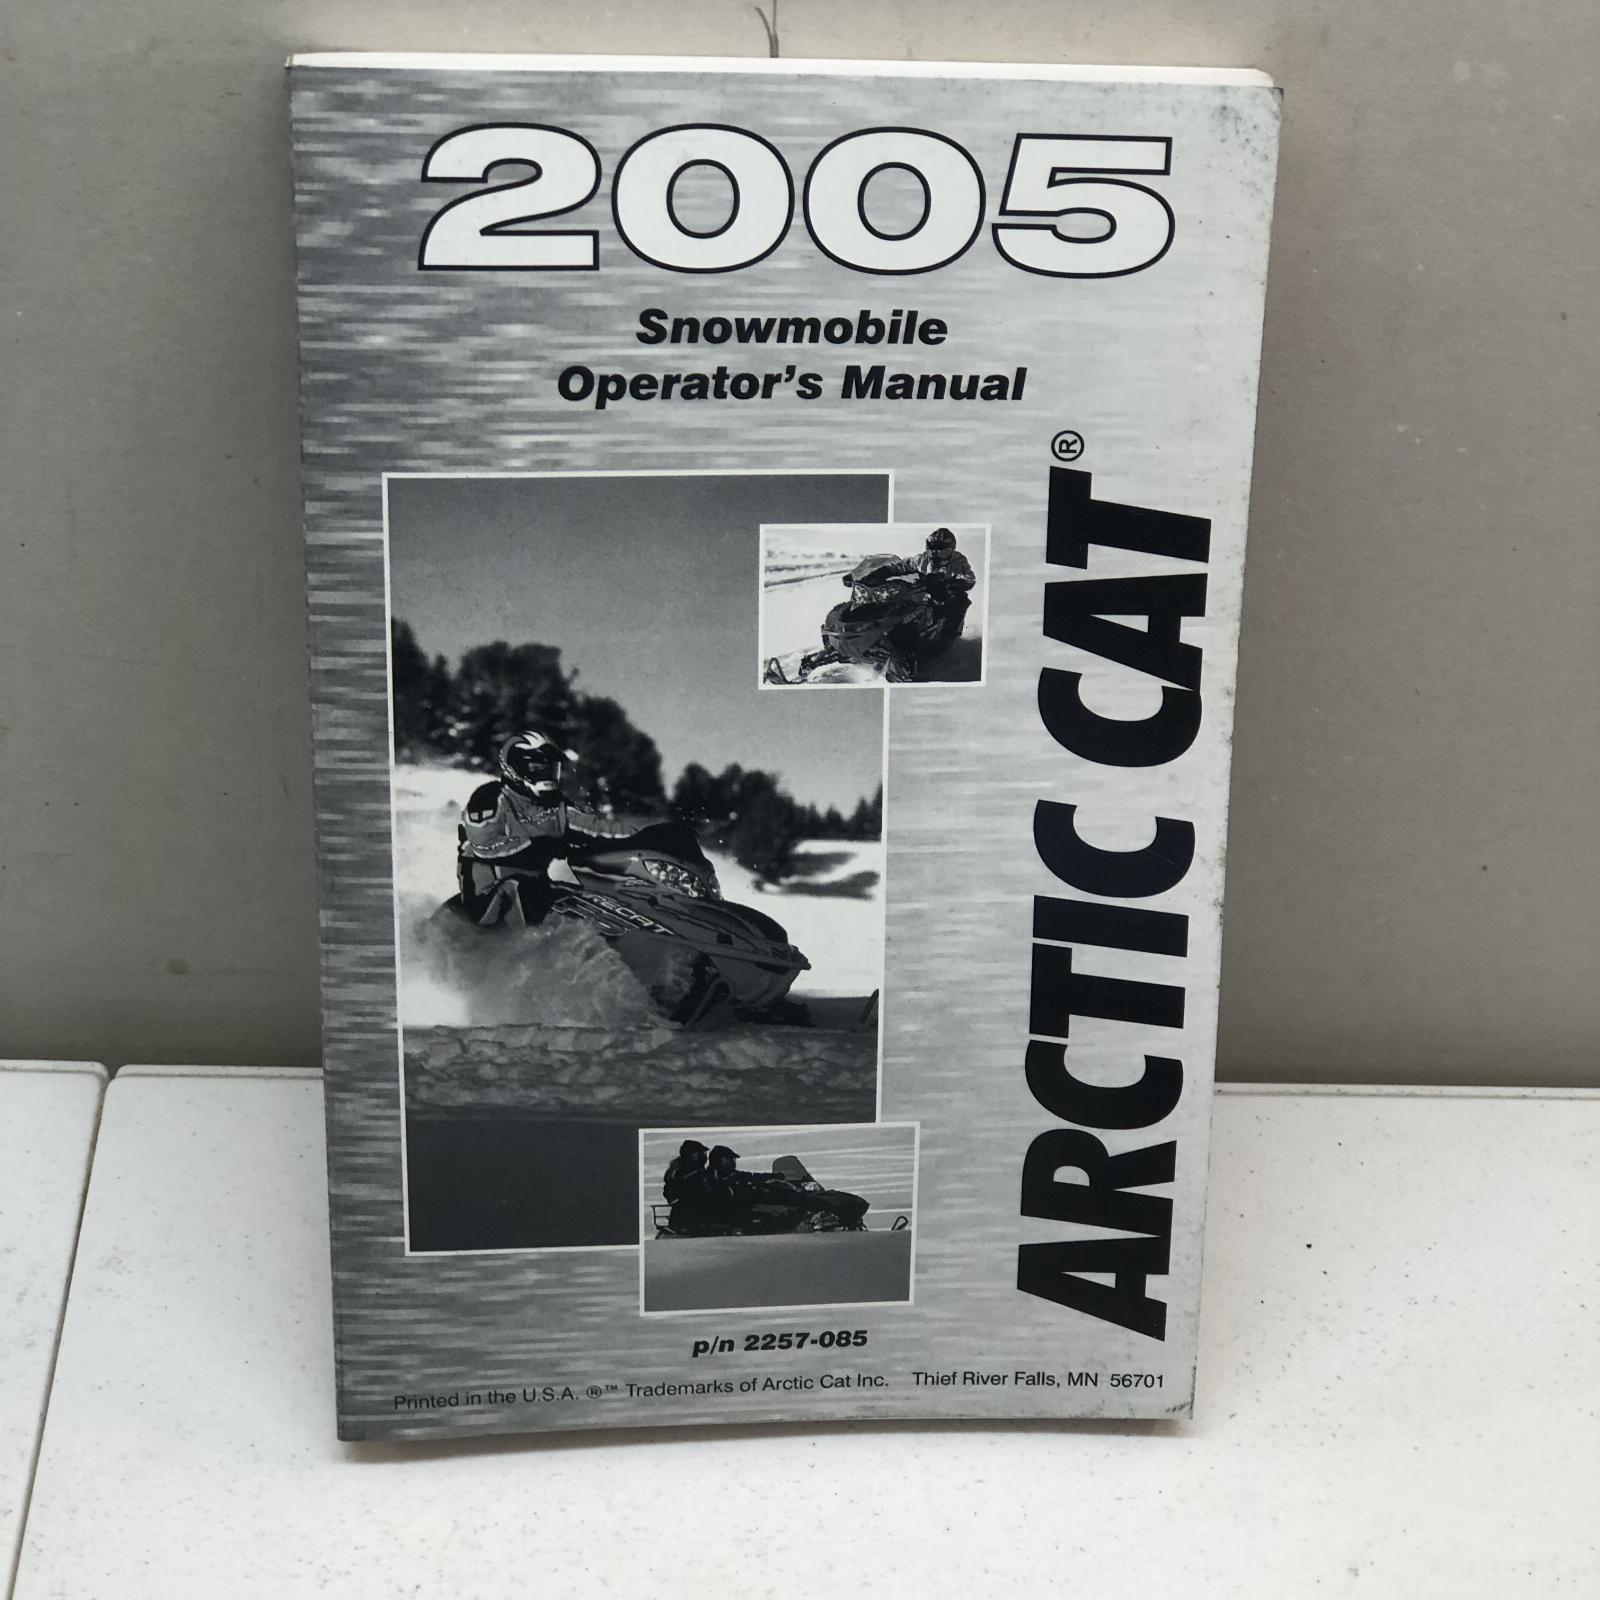 2005
Snowmobile
Operator's Manual
ARCTIC CAT®
p/n 2257-085
Printed in the U.S.A. ®™ Trademarks of Arctic Cat Inc. Thief River Falls, MN 56701